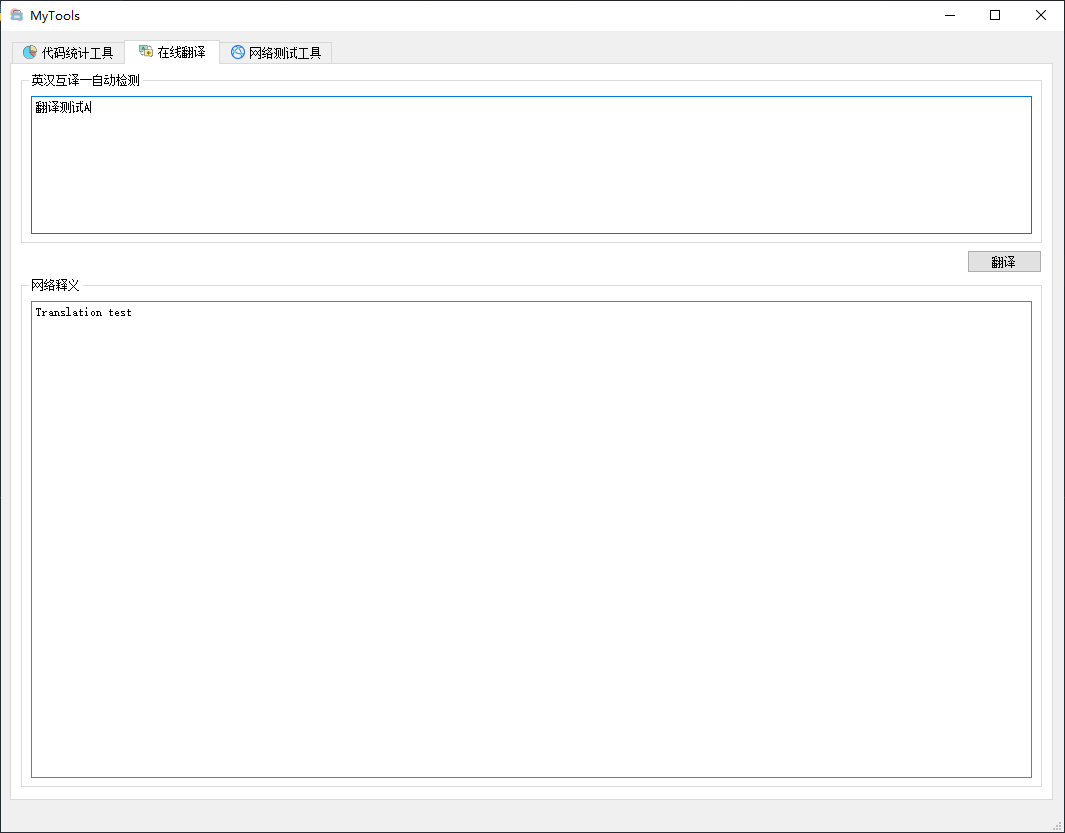 MyTools
代码统计工具
在线翻译
网络测试工具
英汉互译一自动检测
翻译测试A
翻译
网络释义
Translation test